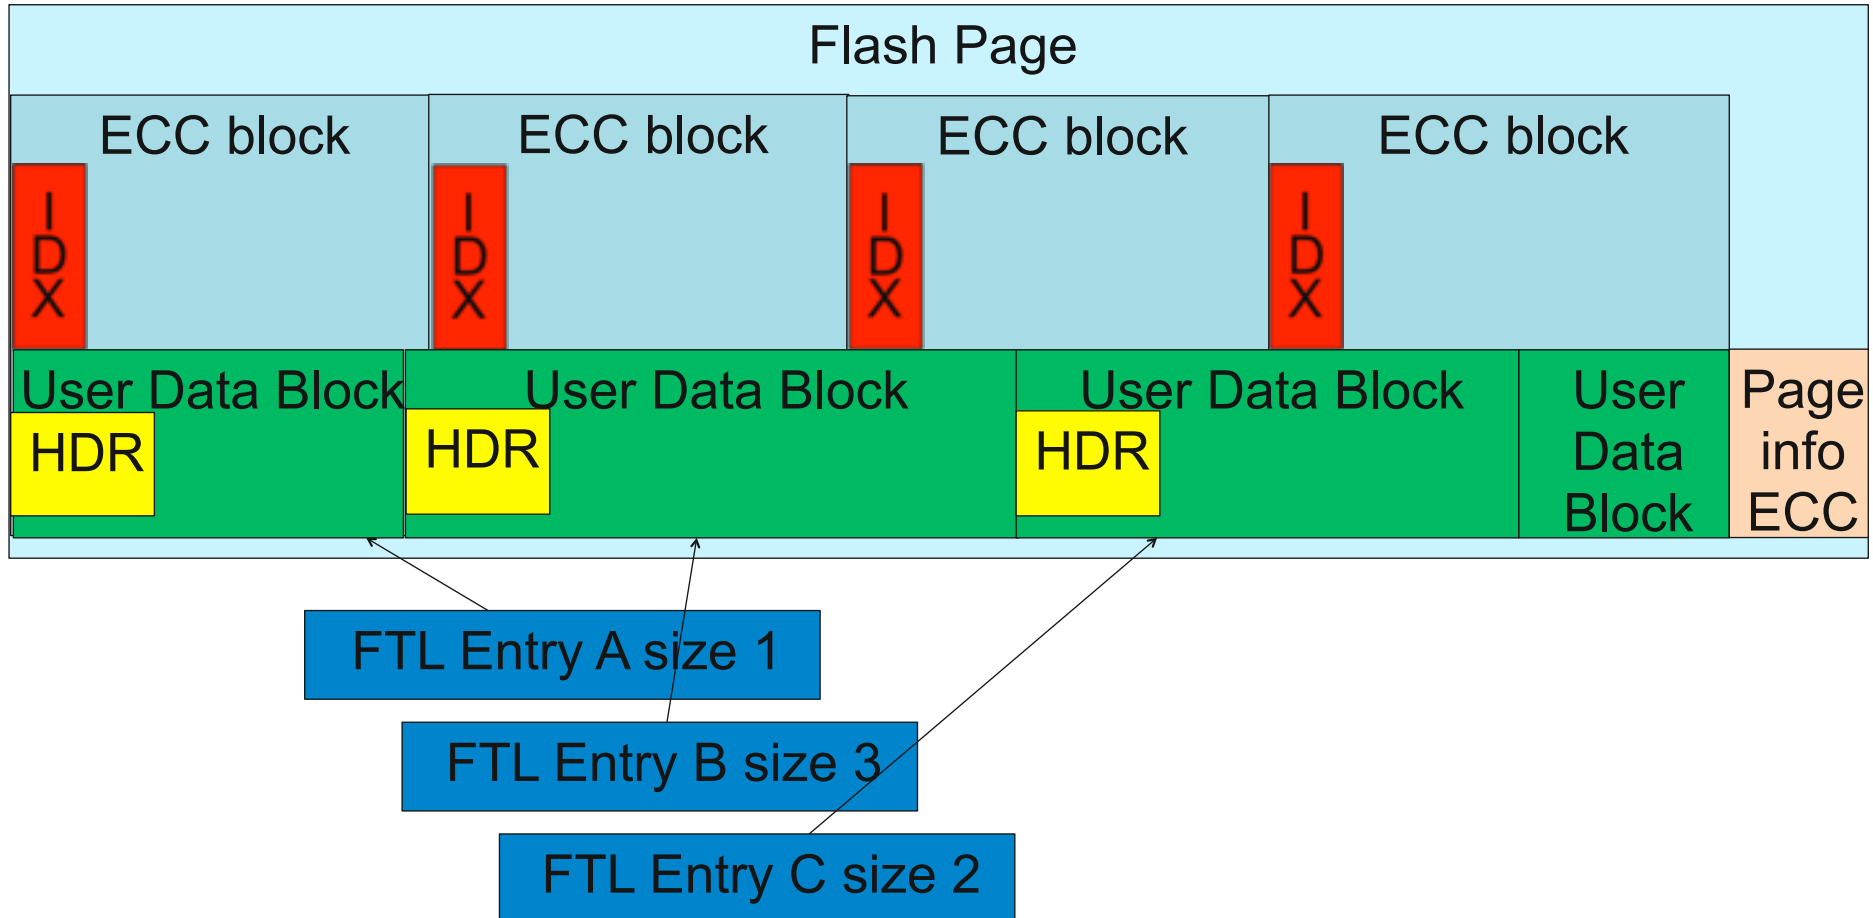 Flash Page
ECC block
ECC block
ECC block
ECC block
I
D
X
I
D
X
I
D
X
I
D
X
User Data Block
HDR
User Data Block
HDR
User Data Block
HDR
User
Data
Block
Page
info
ECC
FTL Entry A size 1
FTL Entry B size 3
FTL Entry C size 2